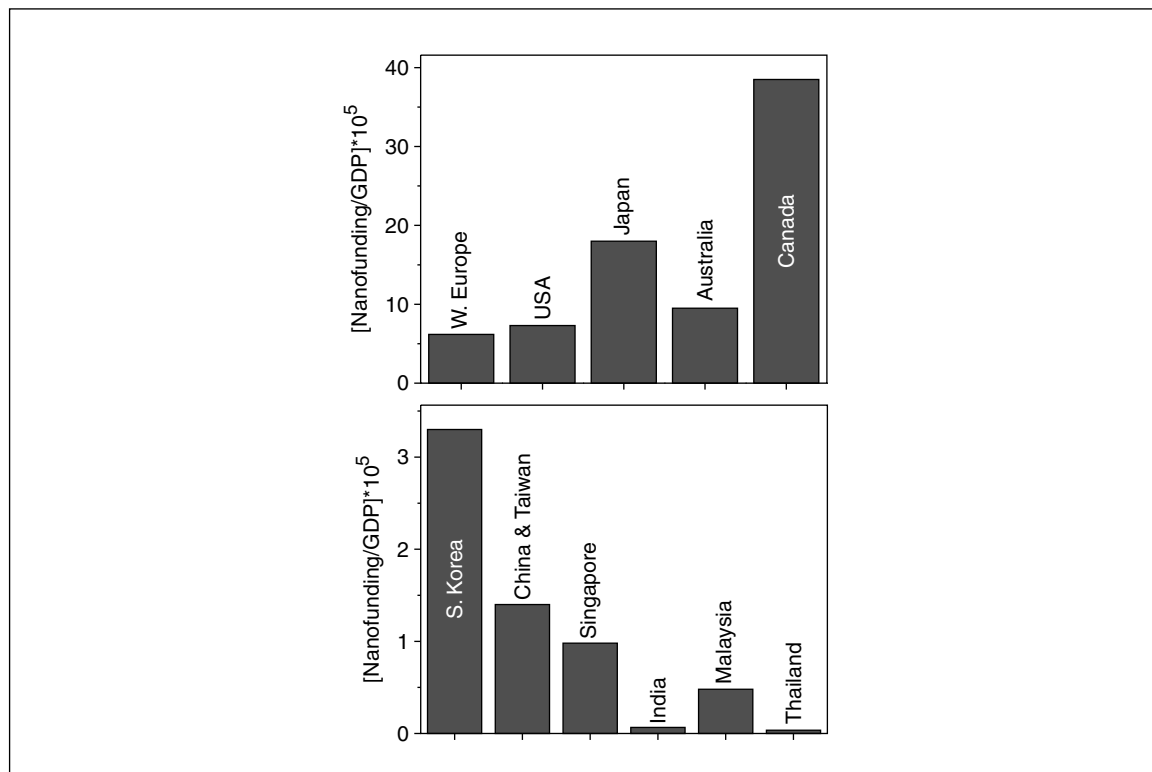 [Nanofunding/GDP]*10^5
40
30
20
10
0
W. Europe
USA
Japan
Australia
Canada
[Nanofunding/GDP]*10^5
3
2
1
0
S. Korea
China & Taiwan
Singapore
India
Malaysia
Thailand